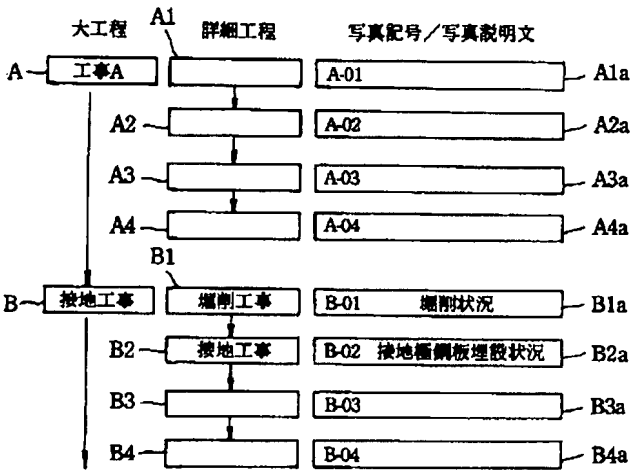 A1
大工程 詳細工程 写真記号／写真説明文
A 工事A A-01 A1a
A2 A-02 A2a
A3 A-03 A3a
A4 A-04 A4a
B1
B 接地工事 堀削工事 B-01 堀削状況 B1a
B2 接地工事 B-02 接地極銅板埋設状況 B2a
B3 B-03 B3a
B4 B-04 B4a